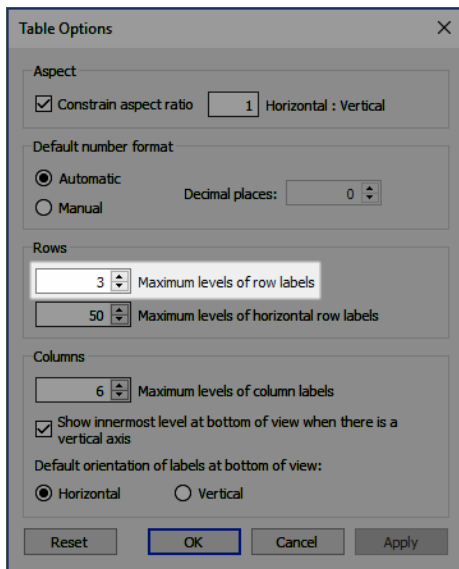 Table Options
Aspect
Constrain aspect ratio 1 Horizontal : Vertical
Default number format
Automatic
Decimal places: 0
Manual
Rows
3 Maximum levels of row labels
50 Maximum levels of horizontal row labels
Columns
6 Maximum levels of column labels
Show innermost level at bottom of view when there is a
vertical axis
Default orientation of labels at bottom of view:
Horizontal Vertical
Reset OK Cancel Apply